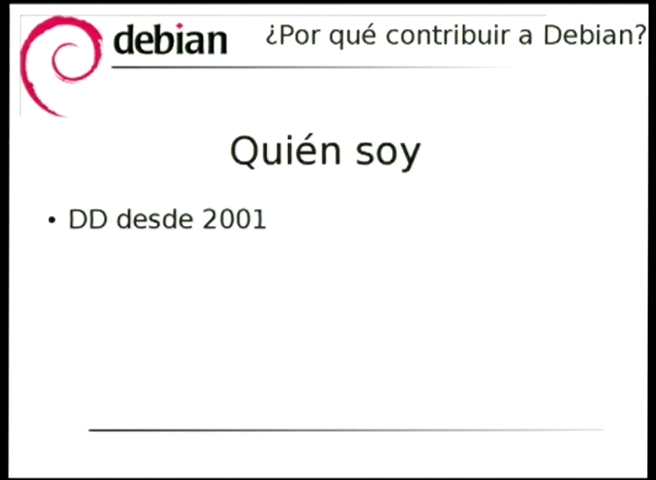 debian
¿Por qué contribuir a Debian?
Quién soy
• DD desde 2001